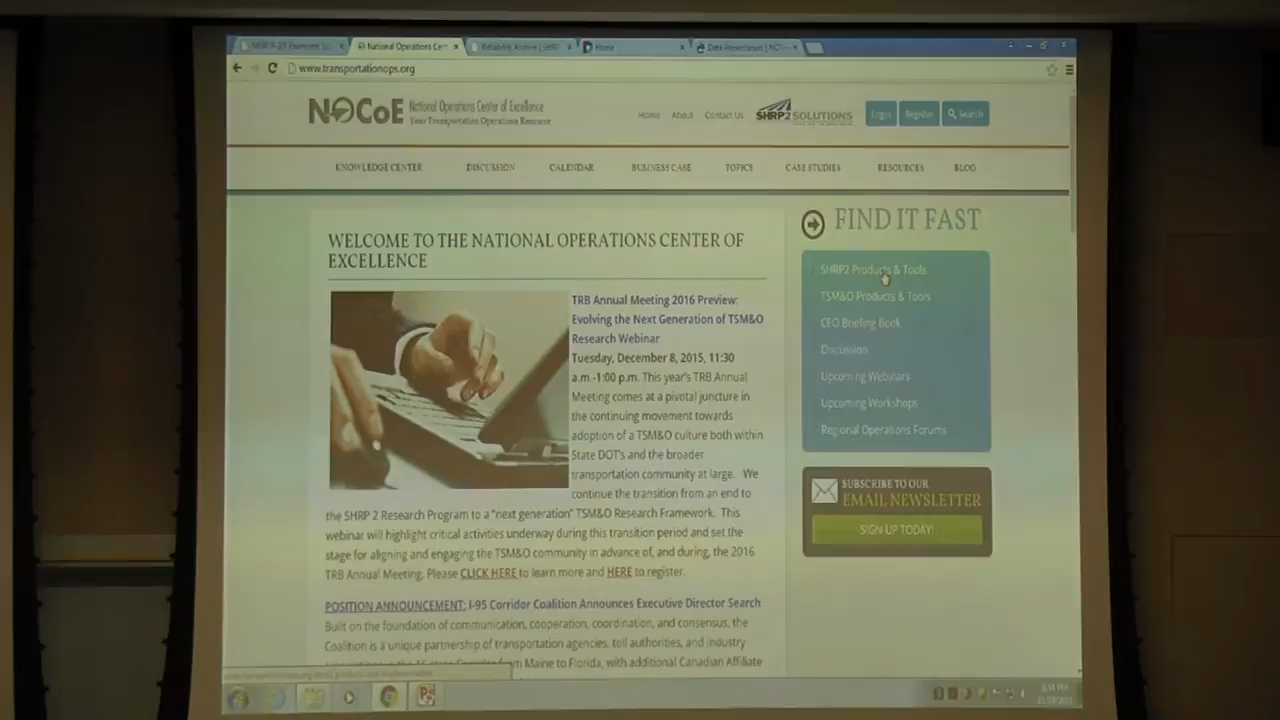 National Operations Cer
Reliability Archive | SHRP
Home
Data Presentation | NOT
www.transportationops.org
NOCoE National Operations Center of Excellence
Your Transportation Operations Resource
Home About Contact Us SHRP2 SOLUTIONS Login Register Search
KNOWLEDGE CENTER DISCUSSION CALENDAR BUSINESS CASE TOPICS CASE STUDIES RESOURCES BLOG
WELCOME TO THE NATIONAL OPERATIONS CENTER OF
EXCELLENCE
TRB Annual Meeting 2016 Preview:
Evolving the Next Generation of TSM&O
Research Webinar
Tuesday, December 8, 2015, 11:30
a.m.-1:00 p.m. This year's TRB Annual
Meeting comes at a pivotal juncture in
the continuing movement towards
adoption of a TSM&O culture both within
State DOT's and the broader
transportation community at large. We
continue the transition from an end to
the SHRP 2 Research Program to a "next generation" TSM&O Research Framework. This
webinar will highlight critical activities underway during this transition period and set the
stage for aligning and engaging the TSM&O community in advance of, and during, the 2016
TRB Annual Meeting. Please CLICK HERE to learn more and HERE to register.
POSITION ANNOUNCEMENT: I-95 Corridor Coalition Announces Executive Director Search
Built on the foundation of communication, cooperation, coordination, and consensus, the
Coalition is a unique partnership of transportation agencies, toll authorities, and industry
from Maine to Florida, with additional Canadian Affiliate
FIND IT FAST
SHRP2 Products & Tools
TSM&O Products & Tools
CEO Briefing Book
Discussion
Upcoming Webinars
Upcoming Workshops
Regional Operations Forums
SUBSCRIBE TO OUR
EMAIL NEWSLETTER
SIGN UP TODAY!